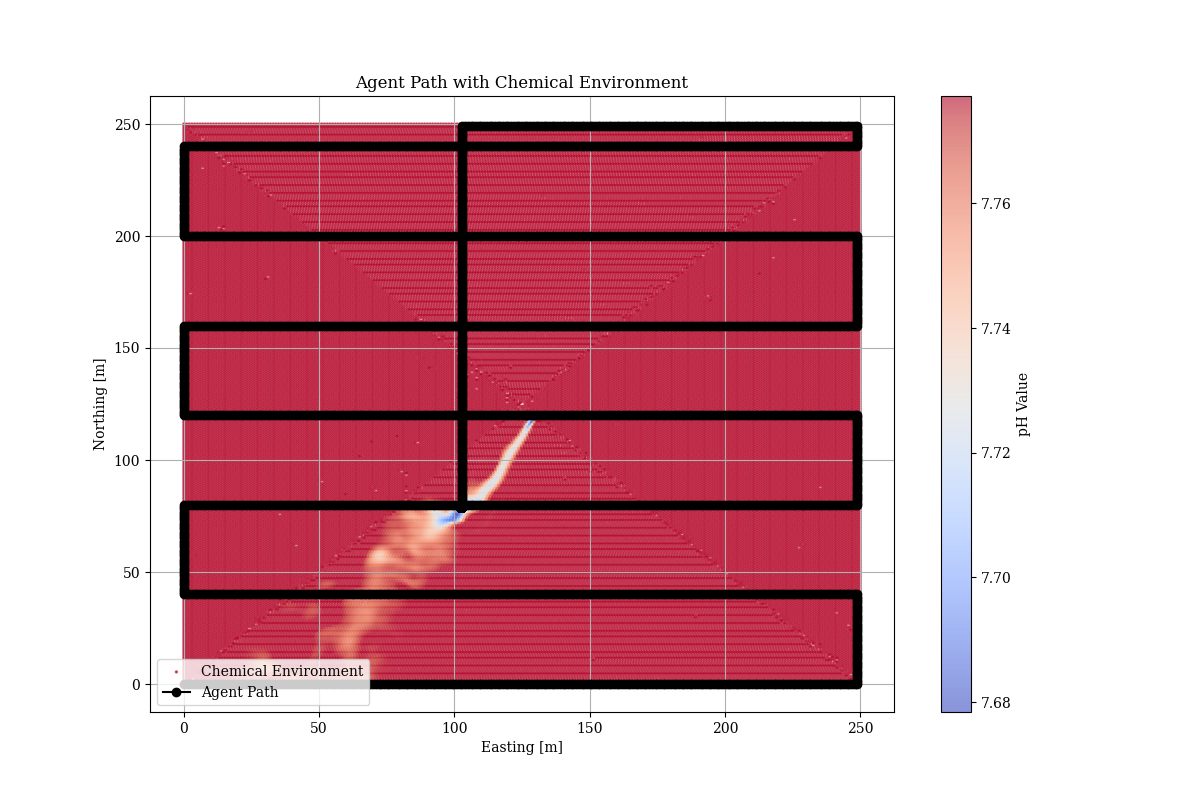 Agent Path with Chemical Environment
250
200
150
100
50
0
Northing [m]
Chemical Environment
Agent Path
0 50 100 150 200 250
Easting [m]
7.76
7.74
7.72
7.70
7.68
pH Value